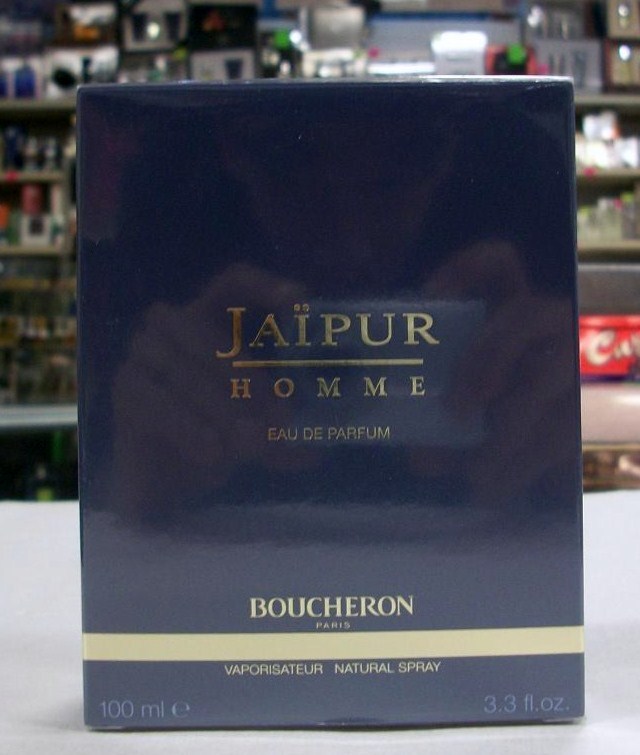 JAÏPUR
HOMME
EAU DE PARFUM
BOUCHERON
PARIS
VAPORISATEUR NATURAL SPRAY
100 ml ℮ 3.3 fl.oz.